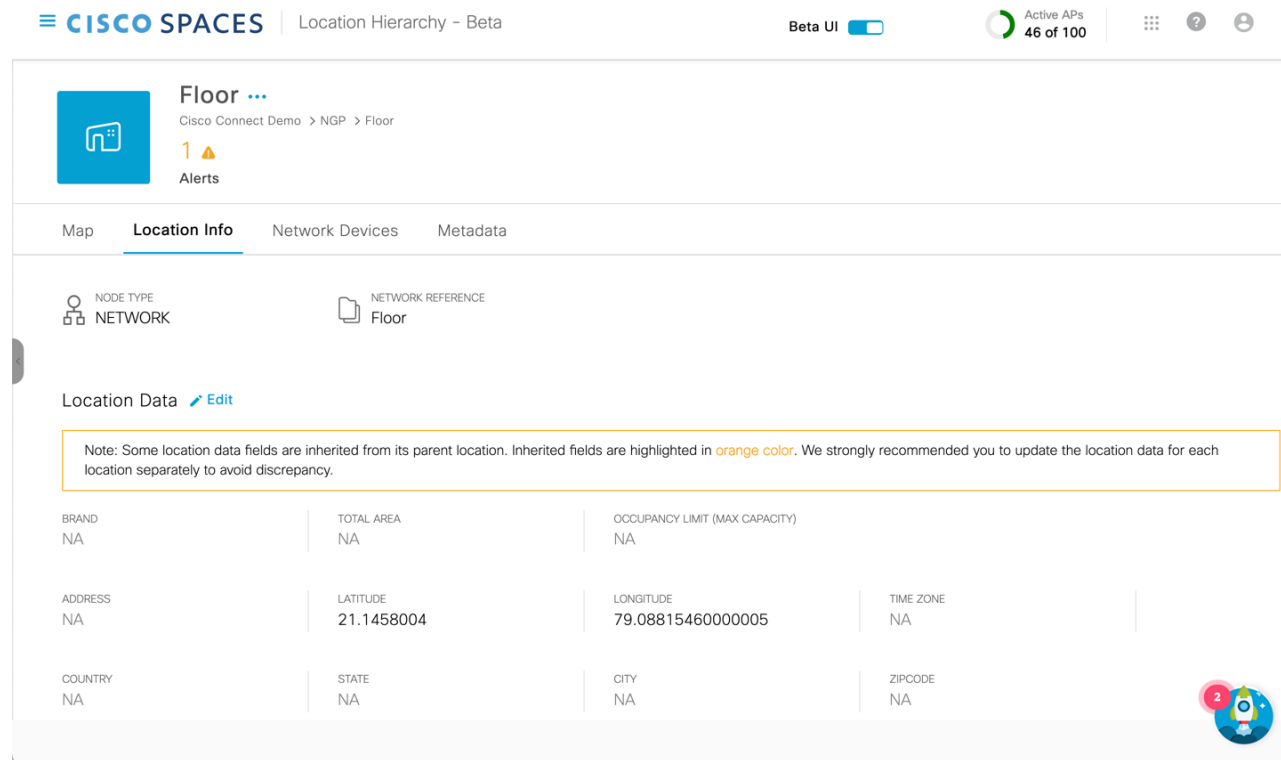 CISCO SPACES
Location Hierarchy - Beta
Beta UI
Active APs
46 of 100
?
Floor ...
Cisco Connect Demo > NGP > Floor
1
Alerts
Map Location Info Network Devices Metadata
NODE TYPE
NETWORK
NETWORK REFERENCE
Floor
Location Data Edit
Note: Some location data fields are inherited from its parent location. Inherited fields are highlighted in orange color. We strongly recommended you to update the location data for each
location separately to avoid discrepancy.
BRAND
NA
TOTAL AREA
NA
OCCUPANCY LIMIT (MAX CAPACITY)
NA
ADDRESS
NA
LATITUDE
21.1458004
LONGITUDE
79.08815460000005
TIME ZONE
NA
COUNTRY
NA
STATE
NA
CITY
NA
ZIPCODE
NA
2